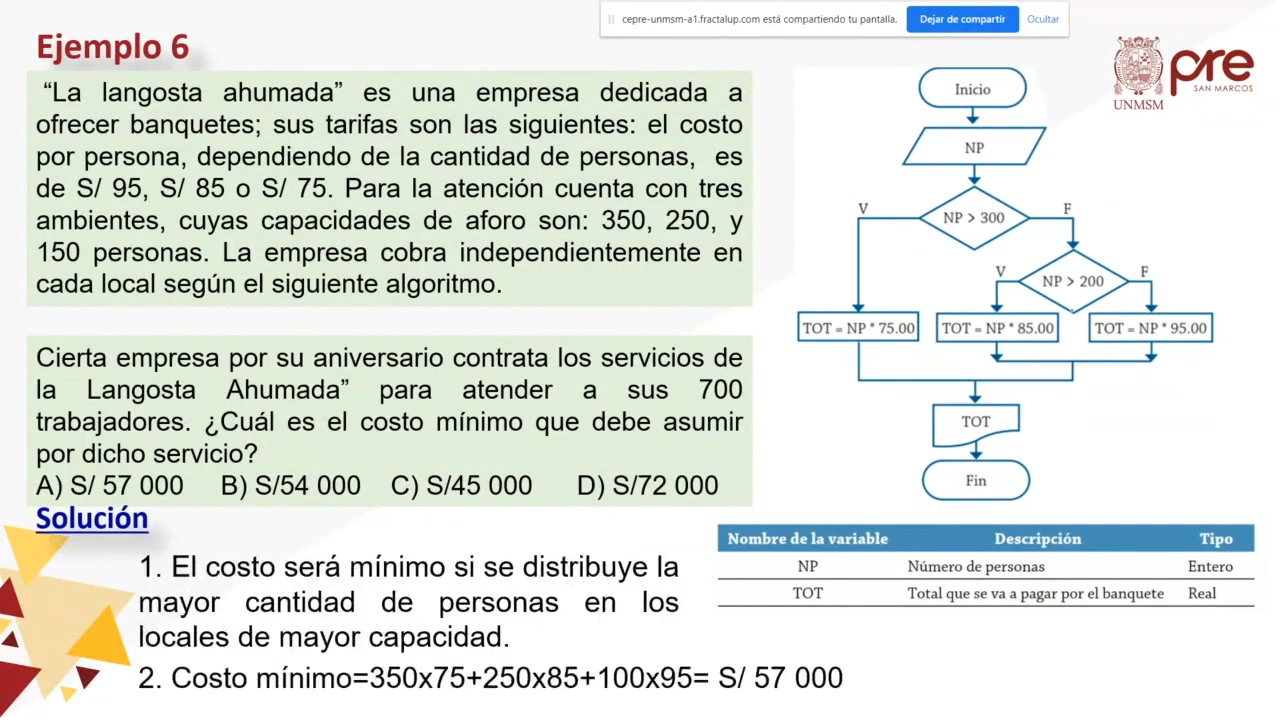 cepre-unmsm-a1.fractalup.com está compartiendo tu pantalla.
Dejar de compartir
Ocultar
Ejemplo 6
UNMSM
pre
SAN MARCOS
“La langosta ahumada” es una empresa dedicada a
ofrecer banquetes; sus tarifas son las siguientes: el costo
por persona, dependiendo de la cantidad de personas, es
de S/ 95, S/ 85 o S/ 75. Para la atención cuenta con tres
ambientes, cuyas capacidades de aforo son: 350, 250, y
150 personas. La empresa cobra independientemente en
cada local según el siguiente algoritmo.
Cierta empresa por su aniversario contrata los servicios de
la Langosta Ahumada” para atender a sus 700
trabajadores. ¿Cuál es el costo mínimo que debe asumir
por dicho servicio?
A) S/ 57 000 B) S/54 000 C) S/45 000 D) S/72 000
Inicio
NP
V
NP > 300
F
V
NP > 200
F
TOT = NP * 75.00
TOT = NP * 85.00
TOT = NP * 95.00
TOT
Fin
Solución
1. El costo será mínimo si se distribuye la
mayor cantidad de personas en los
locales de mayor capacidad.
2. Costo mínimo=350x75+250x85+100x95= S/ 57 000
Nombre de la variable Descripción Tipo
NP Número de personas Entero
TOT Total que se va a pagar por el banquete Real